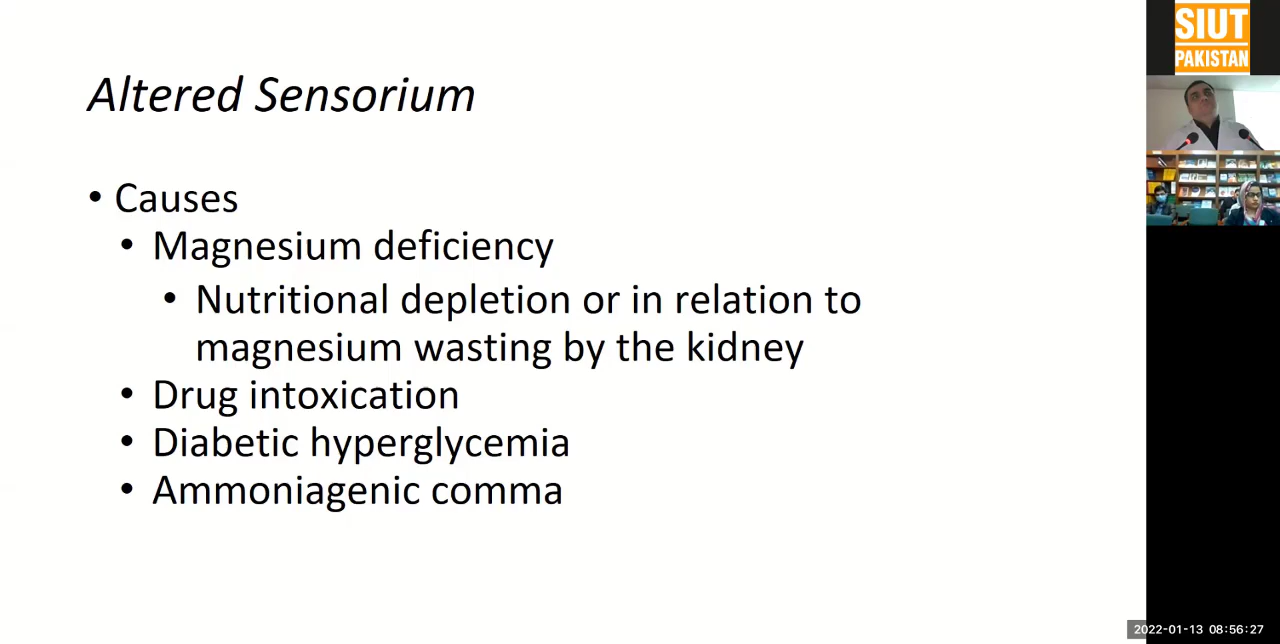 Altered Sensorium
• Causes
• Magnesium deficiency
• Nutritional depletion or in relation to
magnesium wasting by the kidney
• Drug intoxication
• Diabetic hyperglycemia
• Ammoniagenic comma
SIUT
PAKISTAN
2022-01-13 08:56:27